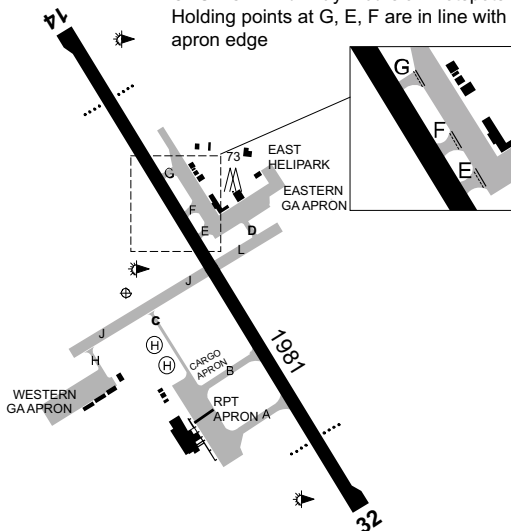 Holding points at G, E, F are in line with
apron edge
14
G
F
E
G
73
EAST
HELIPARK
EASTERN
GA APRON
F
E
D
L
J
J
C
H
H
H
CARGO
APRON
B
1981
WESTERN
GA APRON
RPT
APRON
A
32